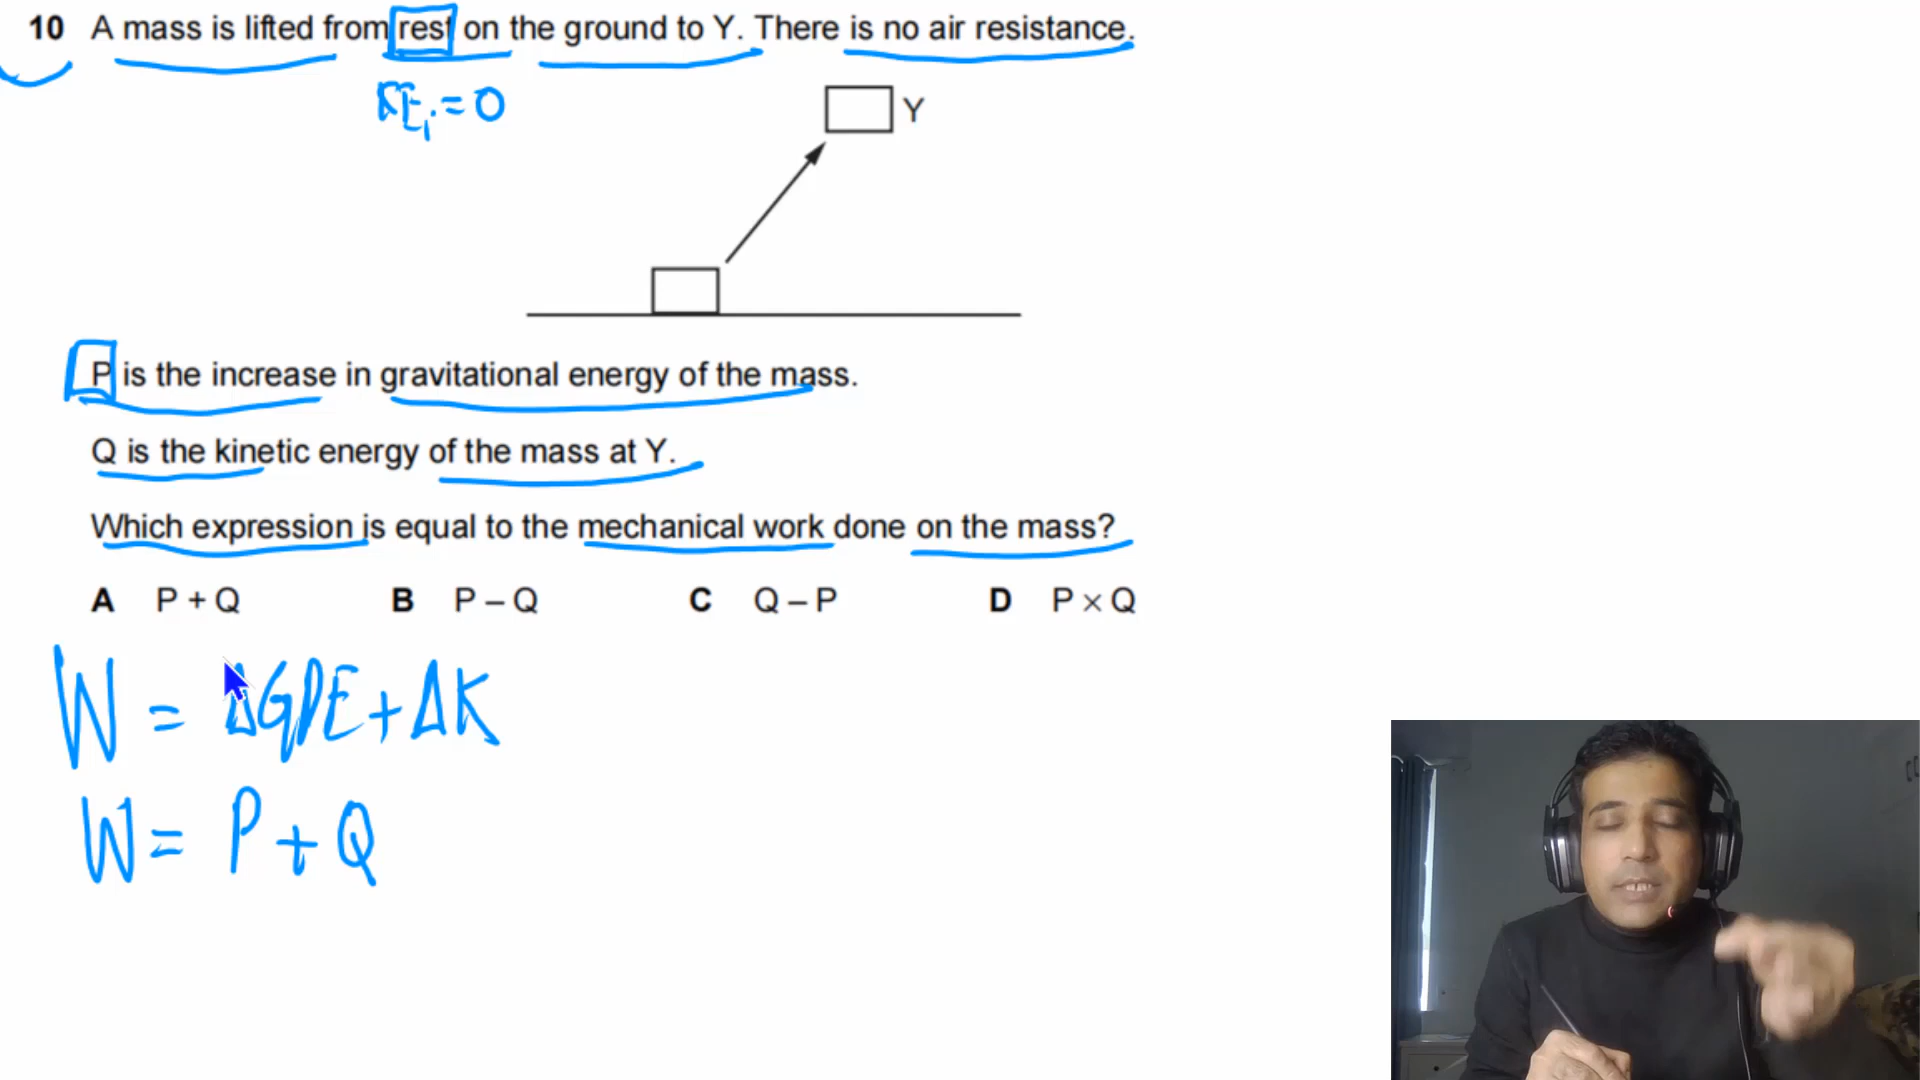 10 A mass is lifted from rest on the ground to Y. There is no air resistance.
KEi = 0
Y
P is the increase in gravitational energy of the mass.
Q is the kinetic energy of the mass at Y.
Which expression is equal to the mechanical work done on the mass?
A P + Q B P – Q C Q – P D P × Q
W = ΔGPE + ΔK
W = P + Q